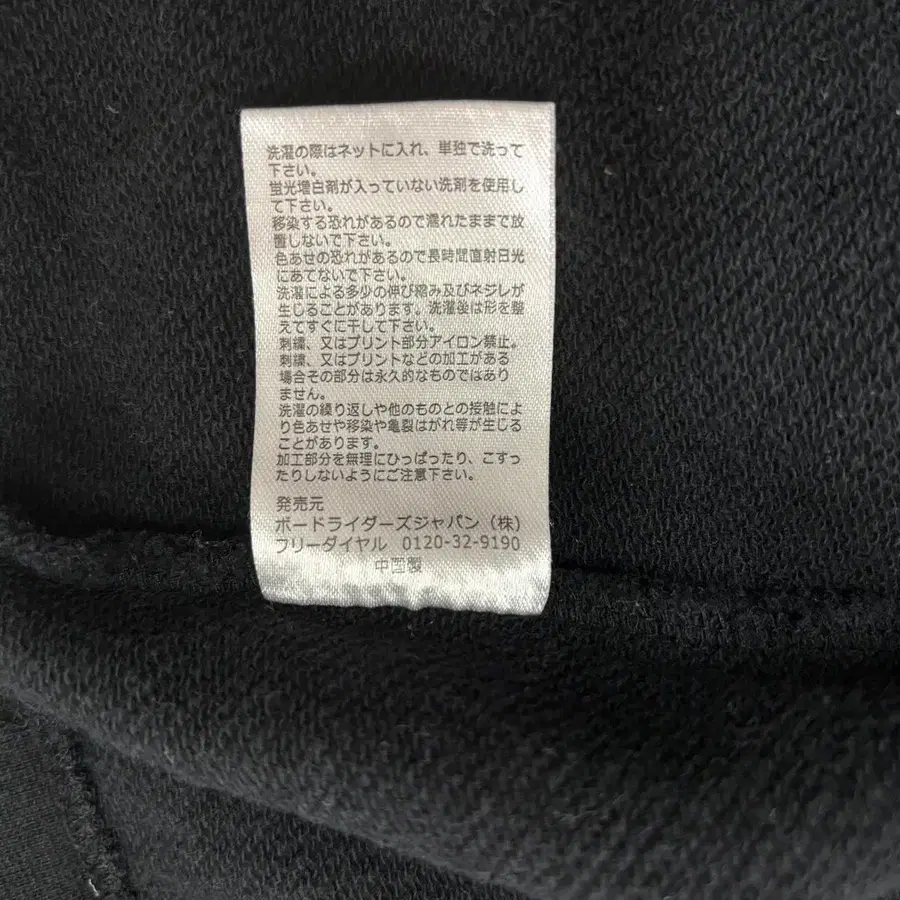 洗濯の際はネットに入れ、単独で洗って
下さい。
蛍光増白剤が入っていない洗剤を使用し
て下さい。
移染する恐れがあるので濡れたままで放
置しないで下さい。
色あせの恐れがあるので長時間直射日光
にあてないで下さい。
洗濯による多少の伸び縮み及びネジレが
生じることがあります。洗濯後は形を整
えてすぐに干して下さい。
刺繍、又はプリント部分アイロン禁止。
刺繍、又はプリントなどの加工がある
場合その部分は永久的なものではあり
ません。
洗濯の繰り返しや他のものとの接触によ
り色あせや移染や亀裂はがれ等が生じる
ことがあります。
加工部分を無理にひっぱったり、こすっ
たりしないようにご注意下さい。
発売元
ボードライダーズジャパン（株）
フリーダイヤル 0120-32-9190
中国製